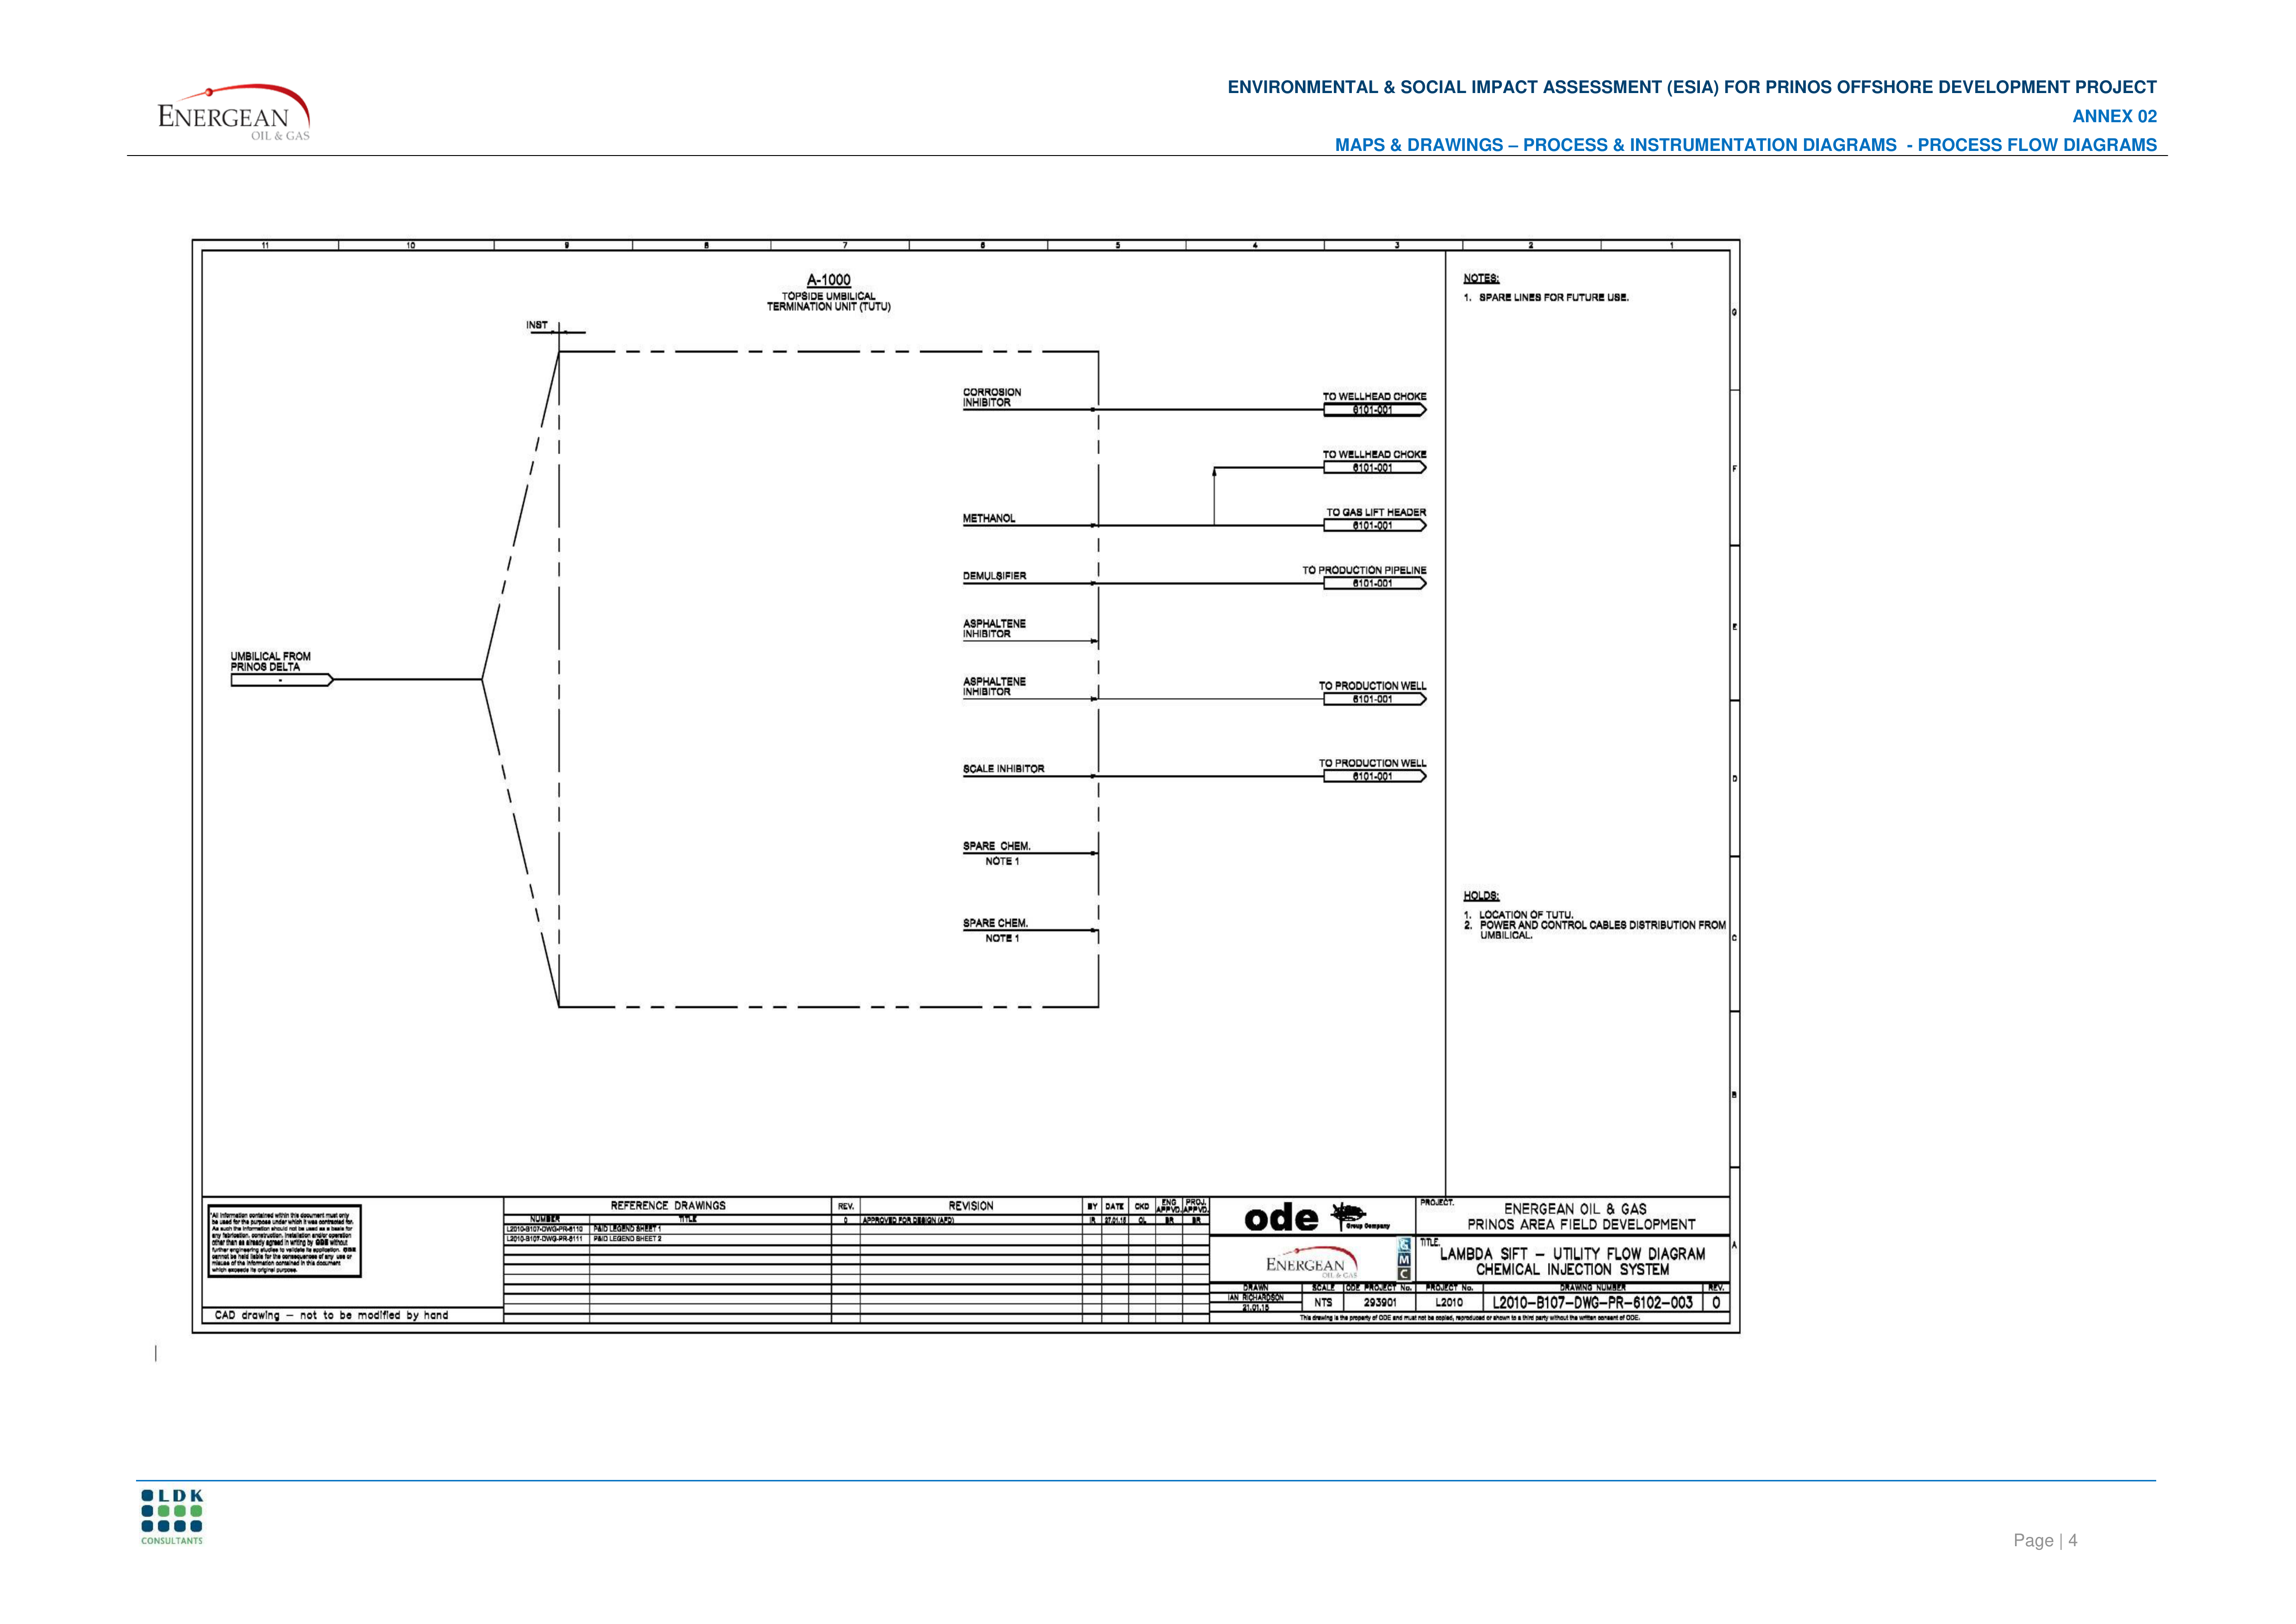 ENERGEAN
OIL & GAS
ENVIRONMENTAL & SOCIAL IMPACT ASSESSMENT (ESIA) FOR PRINOS OFFSHORE DEVELOPMENT PROJECT
ANNEX 02
MAPS & DRAWINGS – PROCESS & INSTRUMENTATION DIAGRAMS - PROCESS FLOW DIAGRAMS
11 10 9 8 7 6 5 4 3 2 1
A-1000
TOPSIDE UMBILICAL
TERMINATION UNIT (TUTU)
INST
NOTES:
1. SPARE LINES FOR FUTURE USE.
G
CORROSION
INHIBITOR
TO WELLHEAD CHOKE
6101-001
TO WELLHEAD CHOKE
6101-001
F
METHANOL
TO GAS LIFT HEADER
6101-001
DEMULSIFIER
TO PRODUCTION PIPELINE
6101-001
ASPHALTENE
INHIBITOR
E
UMBILICAL FROM
PRINOS DELTA
-
ASPHALTENE
INHIBITOR
TO PRODUCTION WELL
6101-001
SCALE INHIBITOR
TO PRODUCTION WELL
6101-001
D
SPARE CHEM.
NOTE 1
SPARE CHEM.
NOTE 1
HOLDS:
1. LOCATION OF TUTU.
2. POWER AND CONTROL CABLES DISTRIBUTION FROM
UMBILICAL.
C
B
A
"All information contained within this document must only
be used for the purpose under which it was contracted for.
As such the information should not be used as a basis for
any fabrication, construction, installation and/or operation
other than as already agreed in writing by ODE without
further engineering studies to validate its application. ODE
cannot be held liable for the consequences of any use or
misuse of the information contained in this document
which exceeds its original purpose.
CAD drawing – not to be modified by hand
REFERENCE DRAWINGS
NUMBER TITLE
L2010-B107-DWG-PR-6110 P&ID LEGEND SHEET 1
L2010-B107-DWG-PR-6111 P&ID LEGEND SHEET 2
REV. REVISION BY DATE CKD ENG APPVD. PROJ. APPVD.
0 APPROVED FOR DESIGN (AFD) IR 27.01.15 OL BR BR
ode
Group Company
ENERGEAN
OIL & GAS
M
C
PROJECT.
ENERGEAN OIL & GAS
PRINOS AREA FIELD DEVELOPMENT
TITLE.
LAMBDA SIFT – UTILITY FLOW DIAGRAM
CHEMICAL INJECTION SYSTEM
DRAWN SCALE ODE PROJECT No. PROJECT No. DRAWING NUMBER REV.
IAN RICHARDSON
21.01.15
NTS 293901 L2010 L2010–B107–DWG–PR–6102–003 0
This drawing is the property of ODE and must not be copied, reproduced or shown to a third party without the written consent of ODE.
LDK
CONSULTANTS
Page | 4